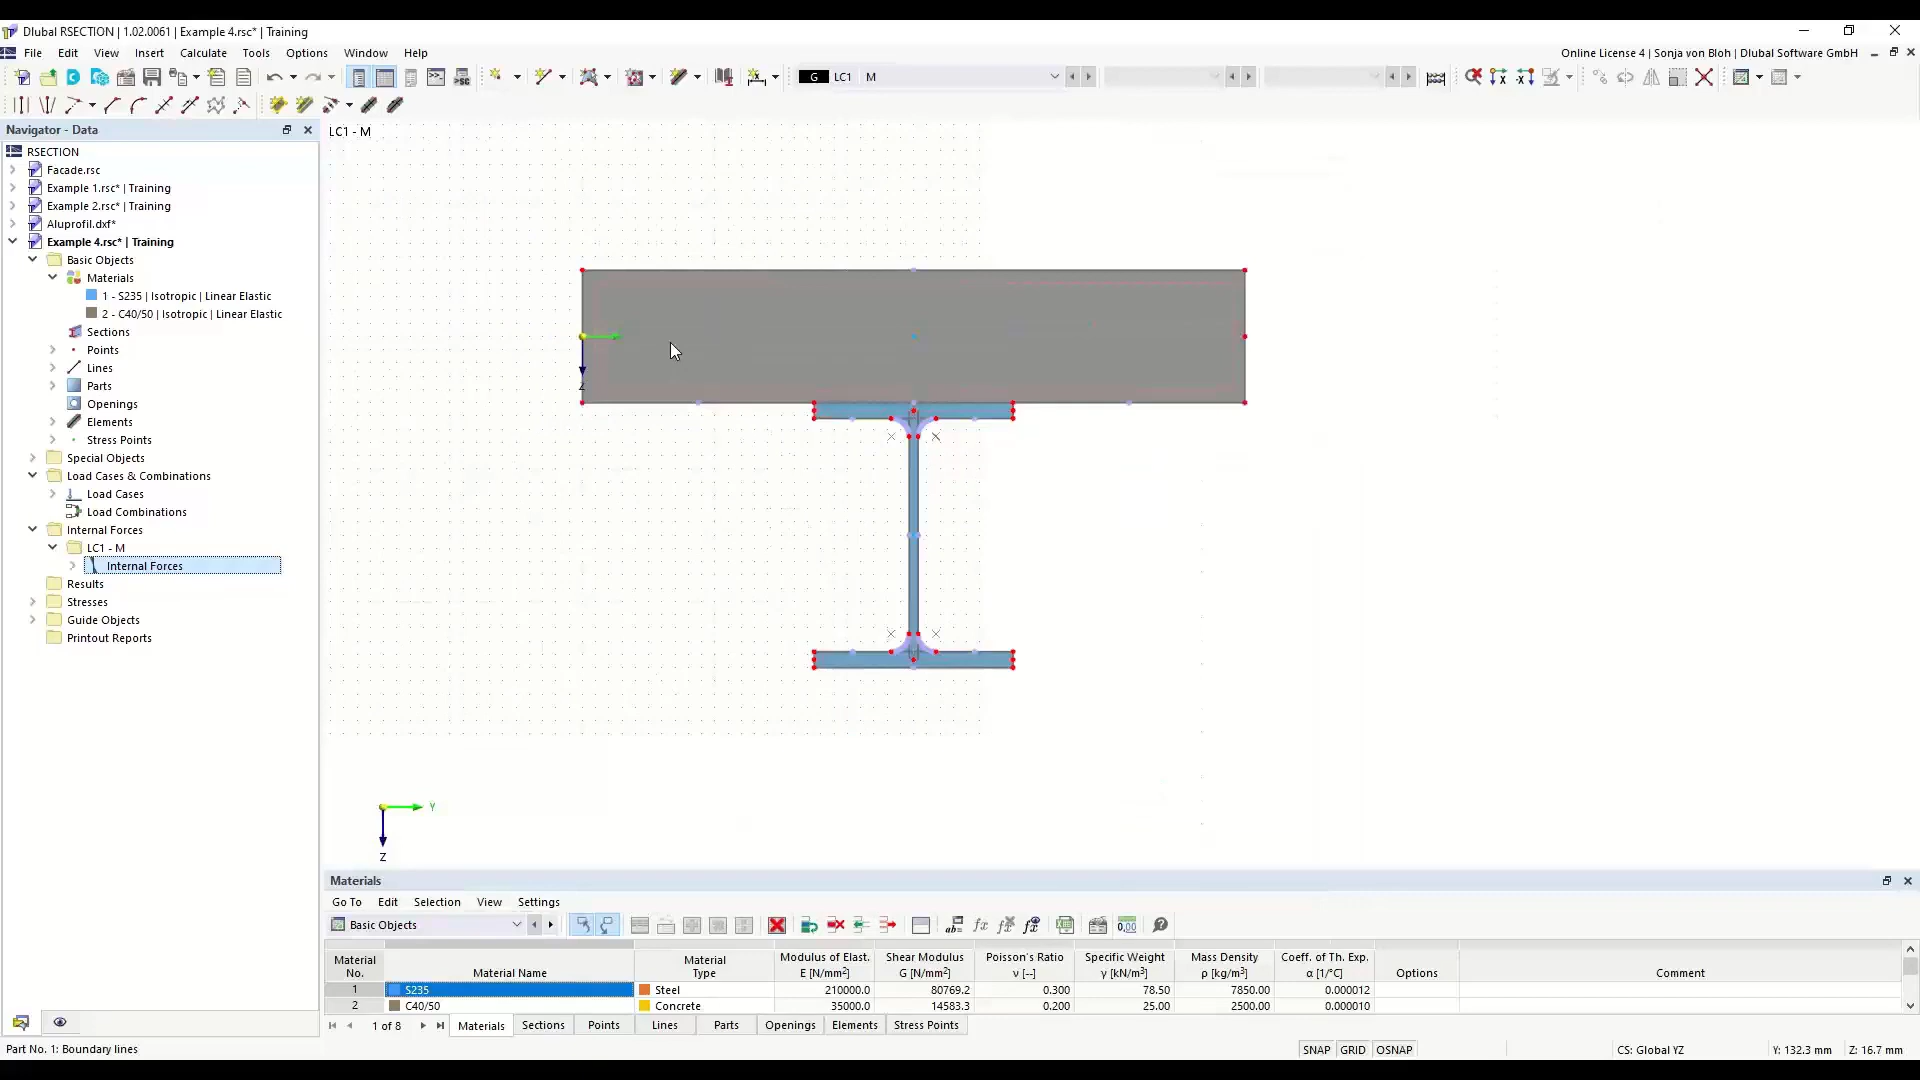 Dlubal RSECTION | 1.02.0061 | Example 4.rsc* | Training
File Edit View Insert Calculate Tools Options Window Help
Online License 4 | Sonja von Bloh | Dlubal Software GmbH
G LC1 M
Navigator - Data
LC1 - M
RSECTION
Facade.rsc
Example 1.rsc* | Training
Example 2.rsc* | Training
Aluprofil.dxf*
Example 4.rsc* | Training
Basic Objects
Materials
1 - S235 | Isotropic | Linear Elastic
2 - C40/50 | Isotropic | Linear Elastic
Sections
Points
Lines
Parts
Openings
Elements
Stress Points
Special Objects
Load Cases & Combinations
Load Cases
Load Combinations
Internal Forces
LC1 - M
Internal Forces
Results
Stresses
Guide Objects
Printout Reports
Z
Y
Z
Materials
Go To Edit Selection View Settings
Basic Objects
Material No. Material Name Material Type Modulus of Elast. E [N/mm²] Shear Modulus G [N/mm²] Poisson's Ratio ν [--] Specific Weight γ [kN/m³] Mass Density ρ [kg/m³] Coeff. of Th. Exp. α [1/°C] Options Comment
1 S235 Steel 210000.0 80769.2 0.300 78.50 7850.00 0.000012
2 C40/50 Concrete 35000.0 14583.3 0.200 25.00 2500.00 0.000010
1 of 8 Materials Sections Points Lines Parts Openings Elements Stress Points
Part No. 1: Boundary lines
SNAP GRID OSNAP CS: Global YZ Y: 132.3 mm Z: 16.7 mm